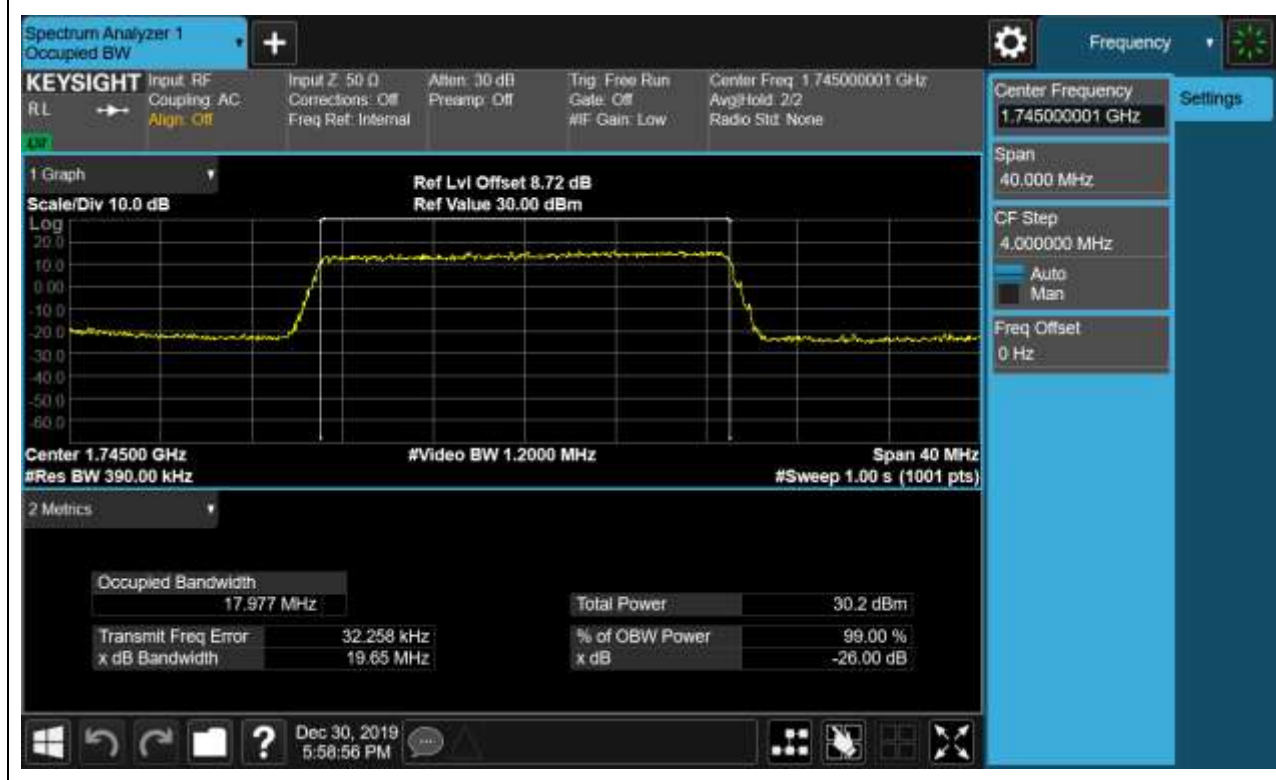 Spectrum Analyzer 1
Occupied BW
Frequency
KEYSIGHT
RL
Input: RF
Coupling: AC
Align: Off
Input Z: 50 Ω
Corrections: Off
Freq Ref: Internal
Atten: 30 dB
Preamp: Off
Trig: Free Run
Gate: Off
#IF Gain: Low
Center Freq: 1.745000001 GHz
Avg|Hold: 2/2
Radio Std: None
Center Frequency
1.745000001 GHz
Settings
Span
40.000 MHz
CF Step
4.000000 MHz
Auto
Man
Freq Offset
0 Hz
1 Graph
Scale/Div 10.0 dB
Ref Lvl Offset 8.72 dB
Ref Value 30.00 dBm
Log
20.0
10.0
0.00
-10.0
-20.0
-30.0
-40.0
-50.0
-60.0
Center 1.74500 GHz
#Video BW 1.2000 MHz
Span 40 MHz
#Res BW 390.00 kHz
#Sweep 1.00 s (1001 pts)
2 Metrics
Occupied Bandwidth
17.977 MHz
Total Power 30.2 dBm
Transmit Freq Error 32.258 kHz
% of OBW Power 99.00 %
x dB Bandwidth 19.65 MHz
x dB -26.00 dB
?
Dec 30, 2019
5:58:56 PM